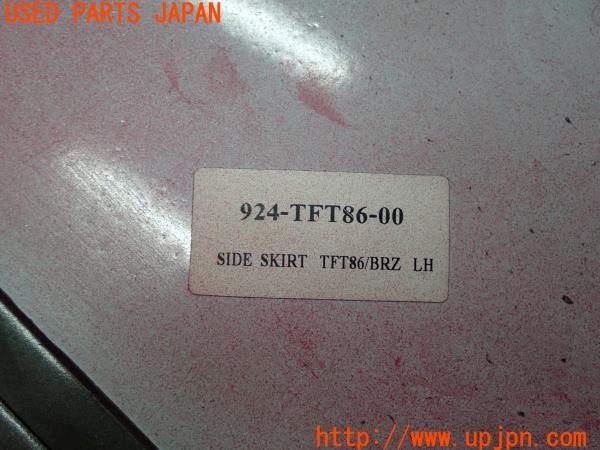 USED PARTS JAPAN
924-TFT86-00
SIDE SKIRT TFT86/BRZ LH
http://www.upjpn.com